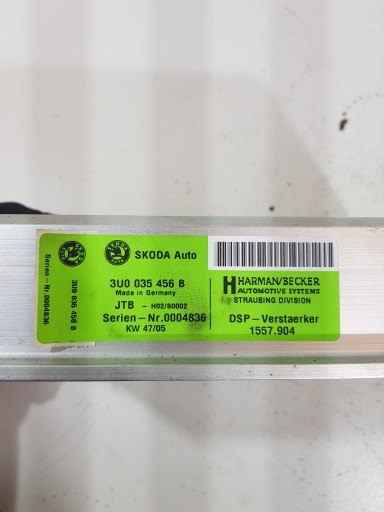 Serien – Nr. 0004836
3U0 035 456 B
SKODA Auto
3U0 035 456 B
Made in Germany
JTB – H02/S0002
Serien – Nr.0004836
KW 47/05
HARMAN/BECKER
AUTOMOTIVE SYSTEMS
STRAUBING DIVISION
DSP – Verstaerker
1557.904